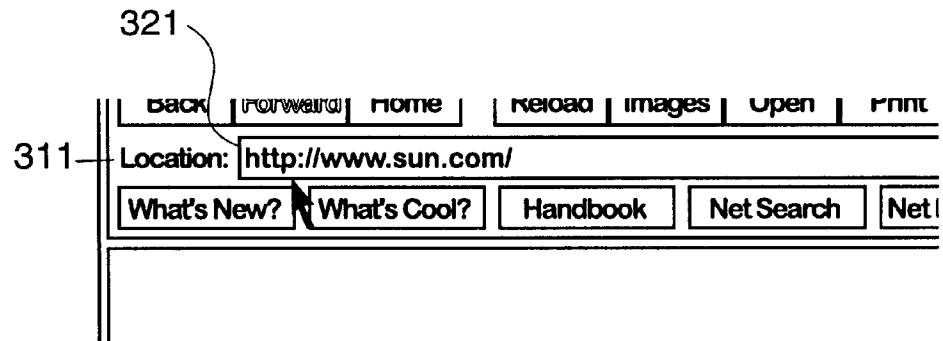 321
Back Forward Home Reload Images Open Print
311 Location: http://www.sun.com/
What's New? What's Cool? Handbook Net Search Net